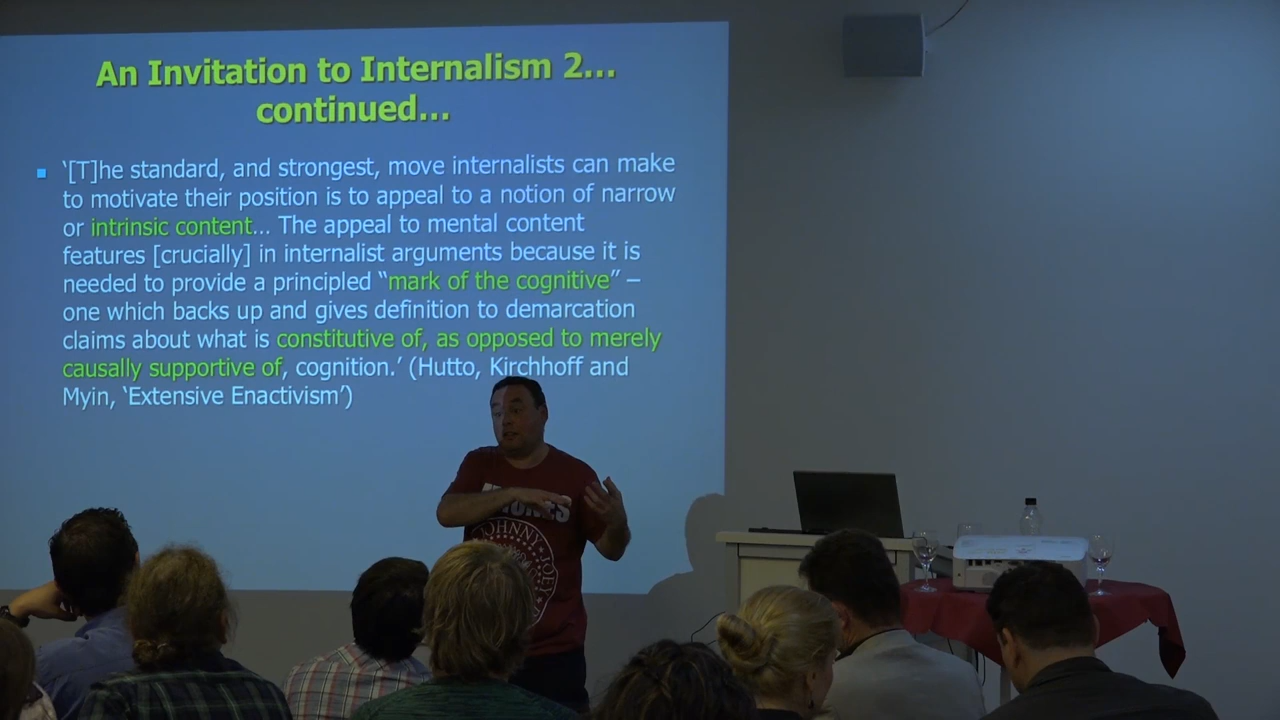 An Invitation to Internalism 2...
continued...
‘[T]he standard, and strongest, move internalists can make
to motivate their position is to appeal to a notion of narrow
or intrinsic content... The appeal to mental content
features [crucially] in internalist arguments because it is
needed to provide a principled “mark of the cognitive” –
one which backs up and gives definition to demarcation
claims about what is constitutive of, as opposed to merely
causally supportive of, cognition.’ (Hutto, Kirchhoff and
Myin, ‘Extensive Enactivism’)
JOHNNY JOEY